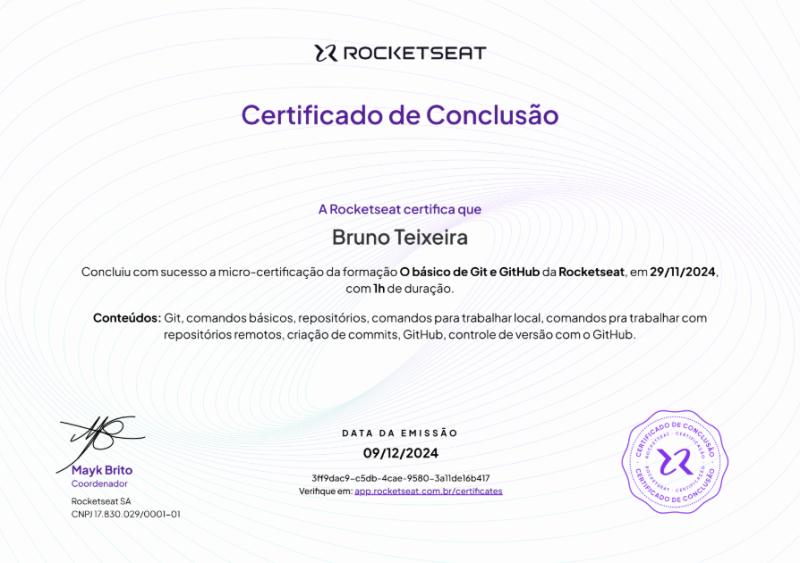 ROCKETSEAT
Certificado de Conclusão
A Rocketseat certifica que
Bruno Teixeira
Concluiu com sucesso a micro-certificação da formação O básico de Git e GitHub da Rocketseat, em 29/11/2024,
com 1h de duração.
Conteúdos: Git, comandos básicos, repositórios, comandos para trabalhar local, comandos pra trabalhar com
repositórios remotos, criação de commits, GitHub, controle de versão com o GitHub.
Mayk Brito
Coordenador
Rocketseat SA
CNPJ 17.830.029/0001-01
DATA DA EMISSÃO
09/12/2024
3ff9dac9-c5db-4cae-9580-3a11de16b417
Verifique em: app.rocketseat.com.br/certificates
CERTIFICADO DE CONCLUSÃO
ROCKETSEAT · CERTIFICAÇÃO
ROCKETSEAT · CERTIFICAÇÃO
CERTIFICADO DE CONCLUSÃO